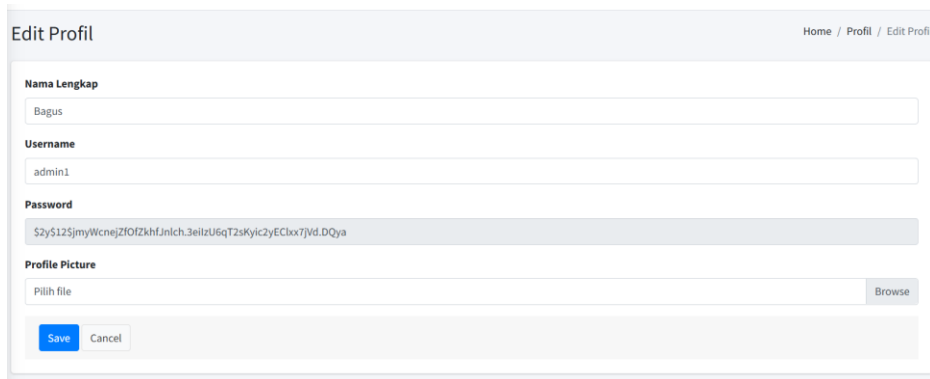 Edit Profil
Home / Profil / Edit Profi
Nama Lengkap
Bagus
Username
admin1
Password
$2y$12$jmyWcnejZfOfZkhfJnlch.3eiIzU6qT2sKyic2yEClxx7jVd.DQya
Profile Picture
Pilih file
Browse
Save
Cancel